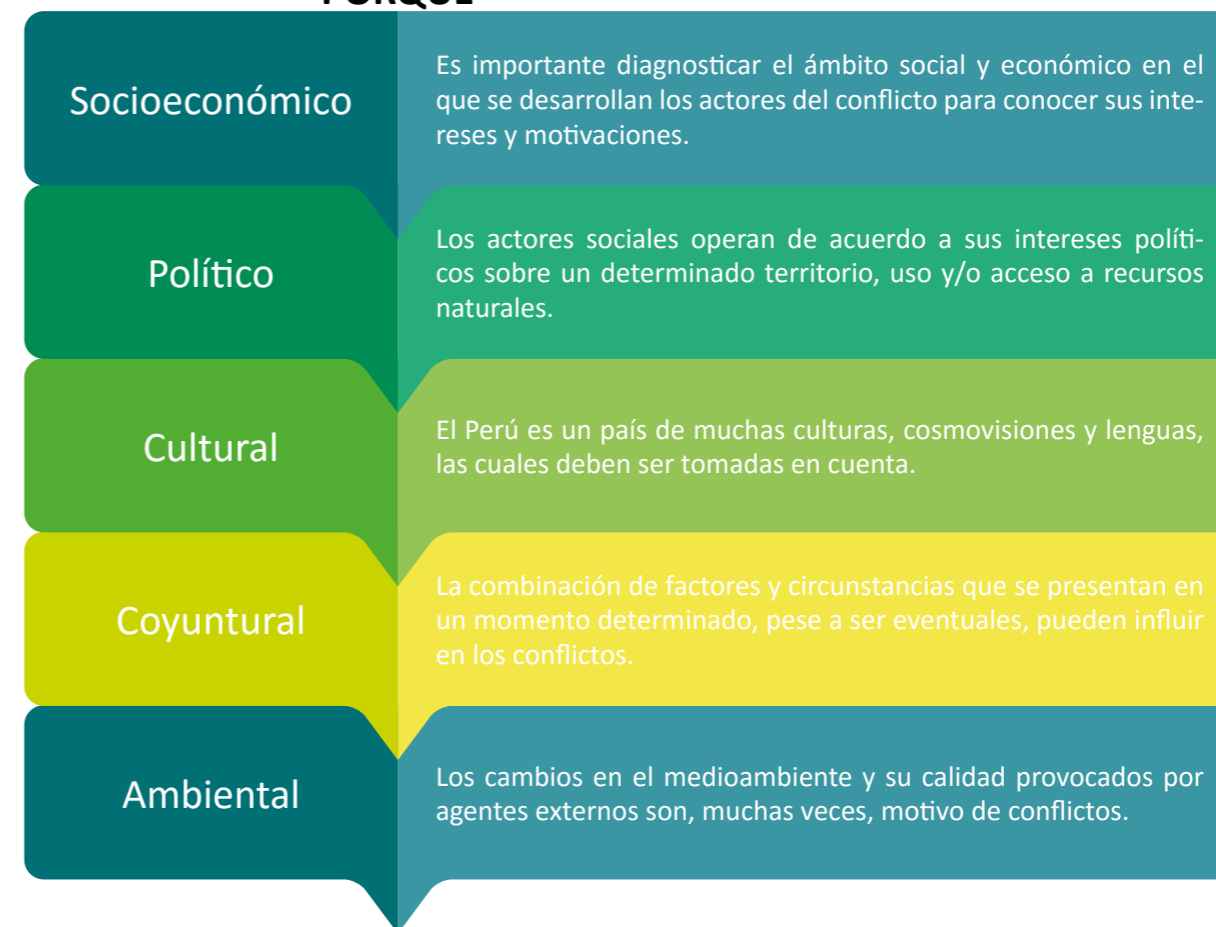 PORQUE
Socioeconómico
Es importante diagnosticar el ámbito social y económico en el
que se desarrollan los actores del conflicto para conocer sus inte-
reses y motivaciones.
Político
Los actores sociales operan de acuerdo a sus intereses políti-
cos sobre un determinado territorio, uso y/o acceso a recursos
naturales.
Cultural
El Perú es un país de muchas culturas, cosmovisiones y lenguas,
las cuales deben ser tomadas en cuenta.
Coyuntural
La combinación de factores y circunstancias que se presentan en
un momento determinado, pese a ser eventuales, pueden influir
en los conflictos.
Ambiental
Los cambios en el medioambiente y su calidad provocados por
agentes externos son, muchas veces, motivo de conflictos.